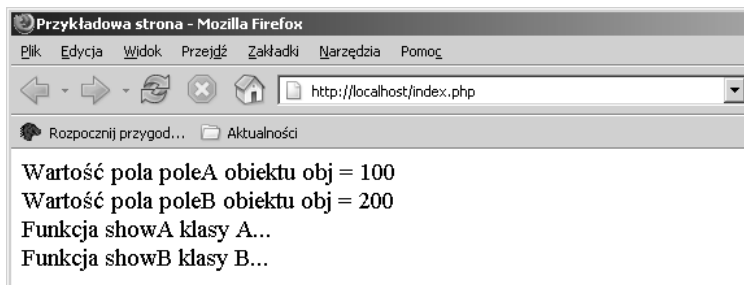 Przykładowa strona - Mozilla Firefox
Plik Edycja Widok Przejdź Zakładki Narzędzia Pomoc
http://localhost/index.php
Rozpocznij przygod... Aktualności
Wartość pola poleA obiektu obj = 100
Wartość pola poleB obiektu obj = 200
Funkcja showA klasy A...
Funkcja showB klasy B...